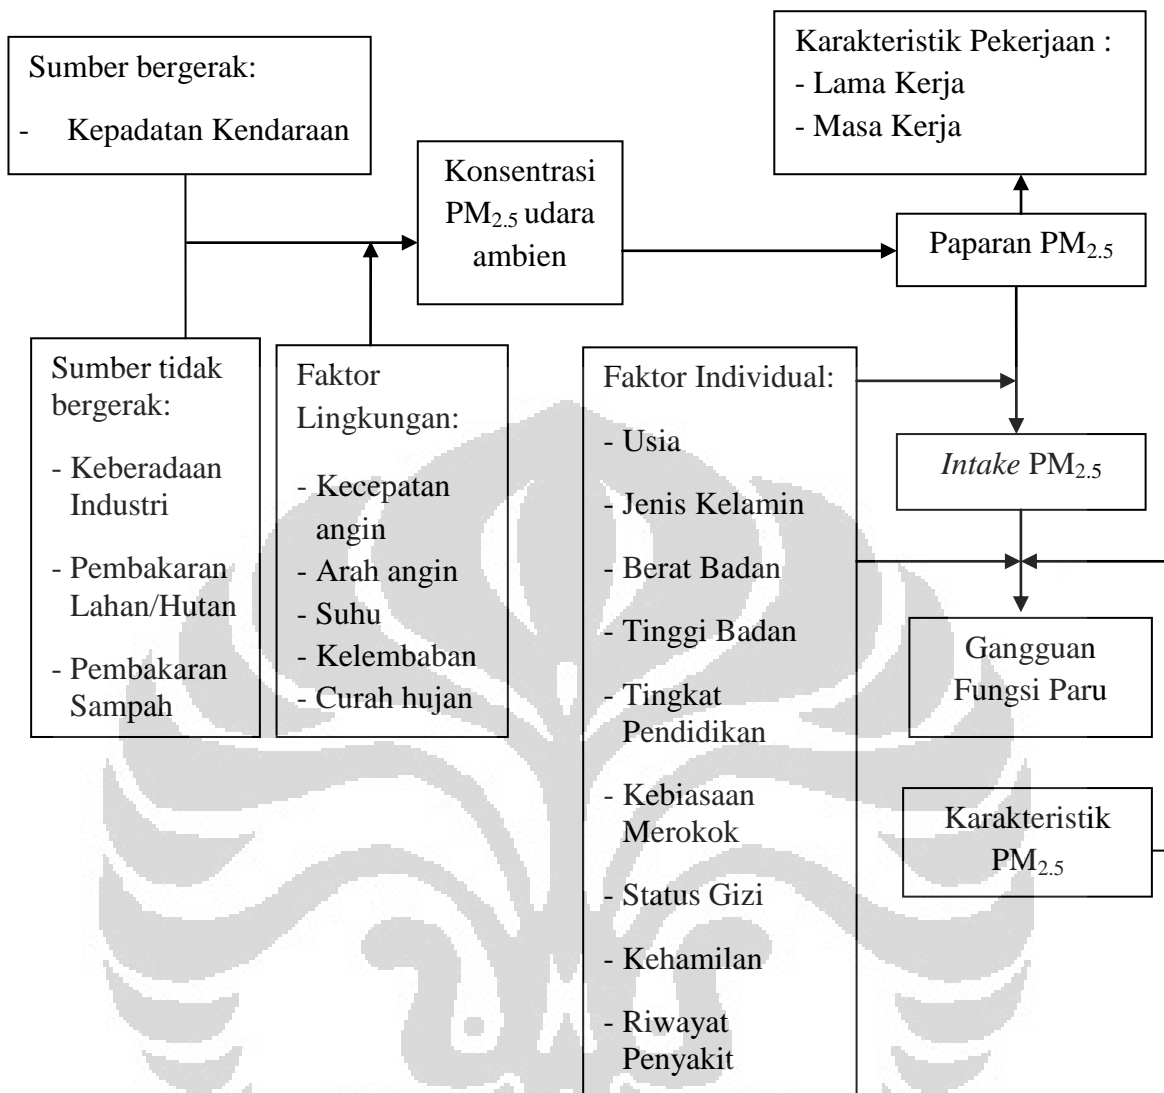 Sumber bergerak:
- Kepadatan Kendaraan
Karakteristik Pekerjaan :
- Lama Kerja
- Masa Kerja
Konsentrasi
PM2.5 udara
ambien
Paparan PM2.5
Sumber tidak
bergerak:
- Keberadaan
Industri
- Pembakaran
Lahan/Hutan
- Pembakaran
Sampah
Faktor
Lingkungan:
- Kecepatan
angin
- Arah angin
- Suhu
- Kelembaban
- Curah hujan
Faktor Individual:
- Usia
- Jenis Kelamin
- Berat Badan
- Tinggi Badan
- Tingkat
Pendidikan
- Kebiasaan
Merokok
- Status Gizi
- Kehamilan
- Riwayat
Penyakit
Intake PM2.5
Gangguan
Fungsi Paru
Karakteristik
PM2.5